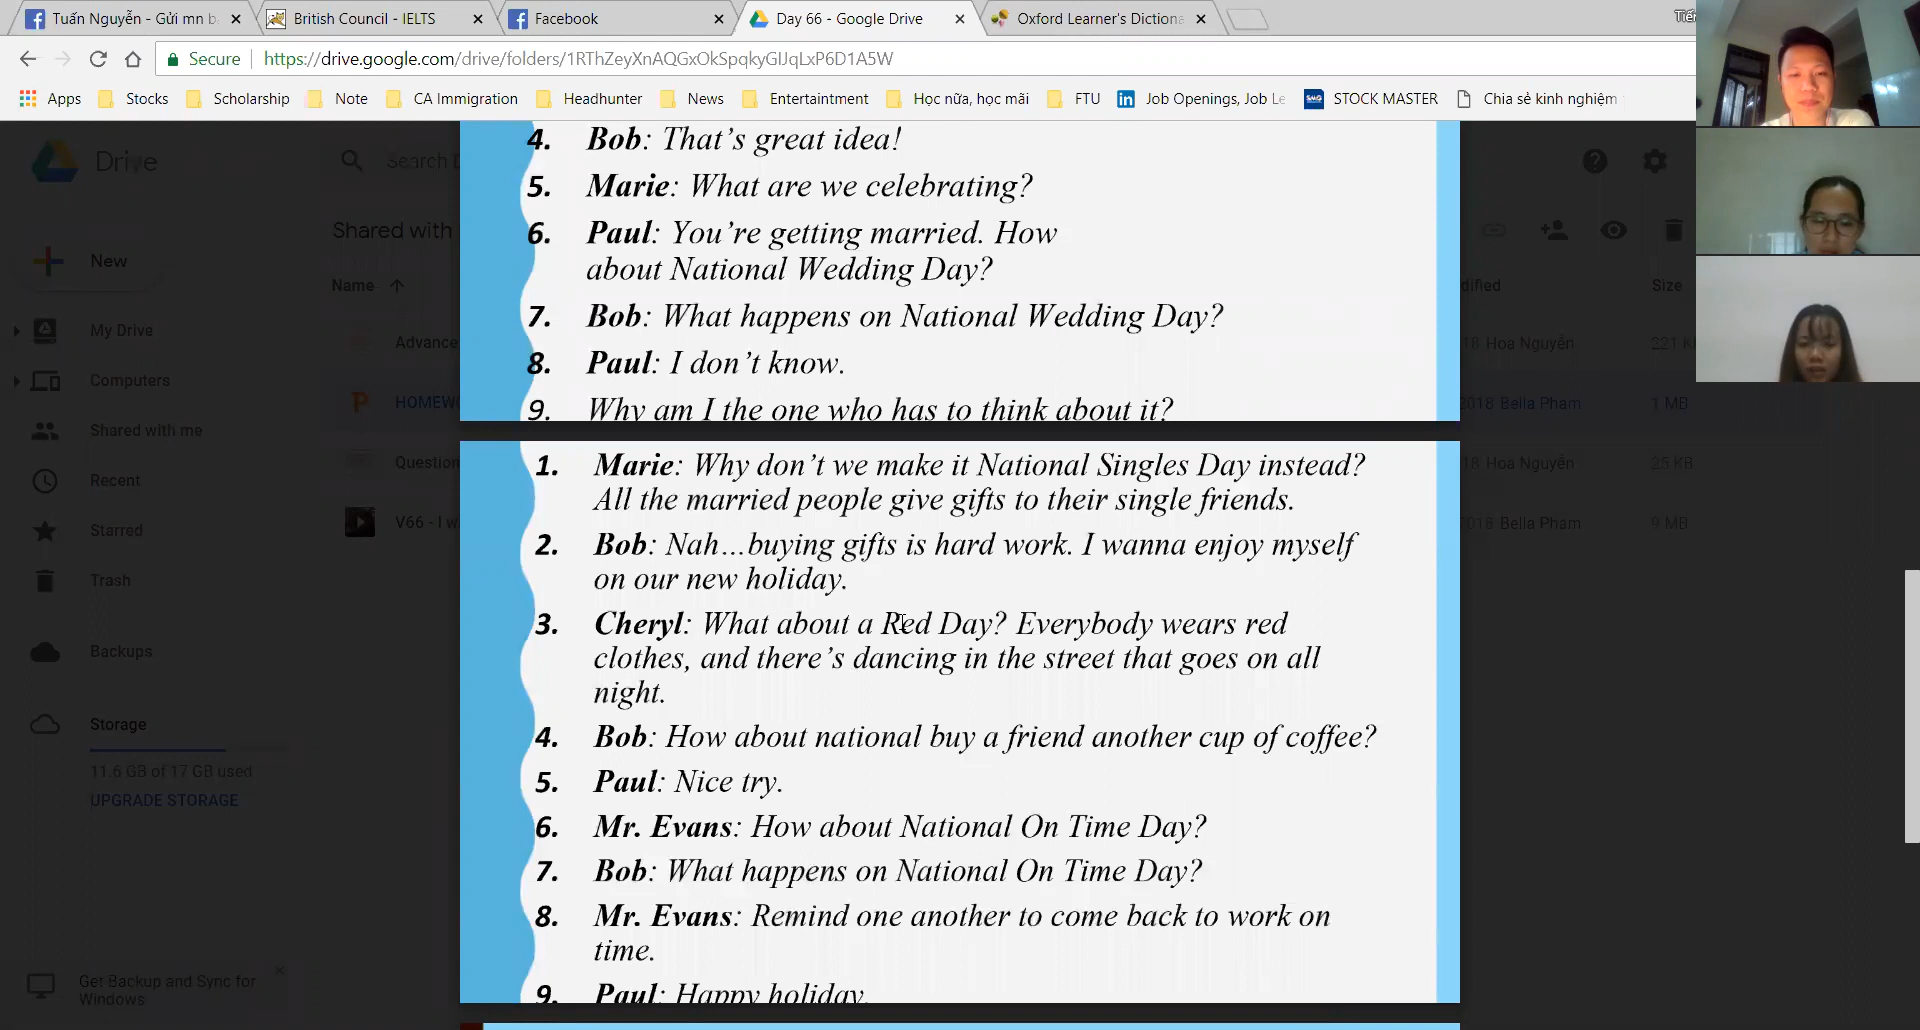 Tuấn Nguyễn - Gửi mn b
British Council - IELTS
Facebook
Day 66 - Google Drive
Oxford Learner's Dictiona
Secure
https://drive.google.com/drive/folders/1RThZeyXnAQGxOkSpqkyGIJqLxP6D1A5W
Apps
Stocks
Scholarship
Note
CA Immigration
Headhunter
News
Entertaintment
Học nữa, học mãi
FTU
Job Openings, Job Le
STOCK MASTER
Chia sẻ kinh nghiệm
Drive
Search D
New
My Drive
Computers
Shared with me
Recent
Starred
Trash
Backups
Storage
11.6 GB of 17 GB used
UPGRADE STORAGE
Get Backup and Sync for
Windows
Shared with
Name
Advance
HOMEW
Question
V66 - I w
4. Bob: That's great idea!
5. Marie: What are we celebrating?
6. Paul: You're getting married. How
about National Wedding Day?
7. Bob: What happens on National Wedding Day?
8. Paul: I don't know.
9. Why am I the one who has to think about it?
1. Marie: Why don't we make it National Singles Day instead?
All the married people give gifts to their single friends.
2. Bob: Nah...buying gifts is hard work. I wanna enjoy myself
on our new holiday.
3. Cheryl: What about a Red Day? Everybody wears red
clothes, and there's dancing in the street that goes on all
night.
4. Bob: How about national buy a friend another cup of coffee?
5. Paul: Nice try.
6. Mr. Evans: How about National On Time Day?
7. Bob: What happens on National On Time Day?
8. Mr. Evans: Remind one another to come back to work on
time.
9. Paul: Happy holiday.
dified
Size
Hoa Nguyễn
221 K
2018 Bella Pham
1 MB
18 Hoa Nguyễn
25 KB
2018 Bella Pham
9 MB